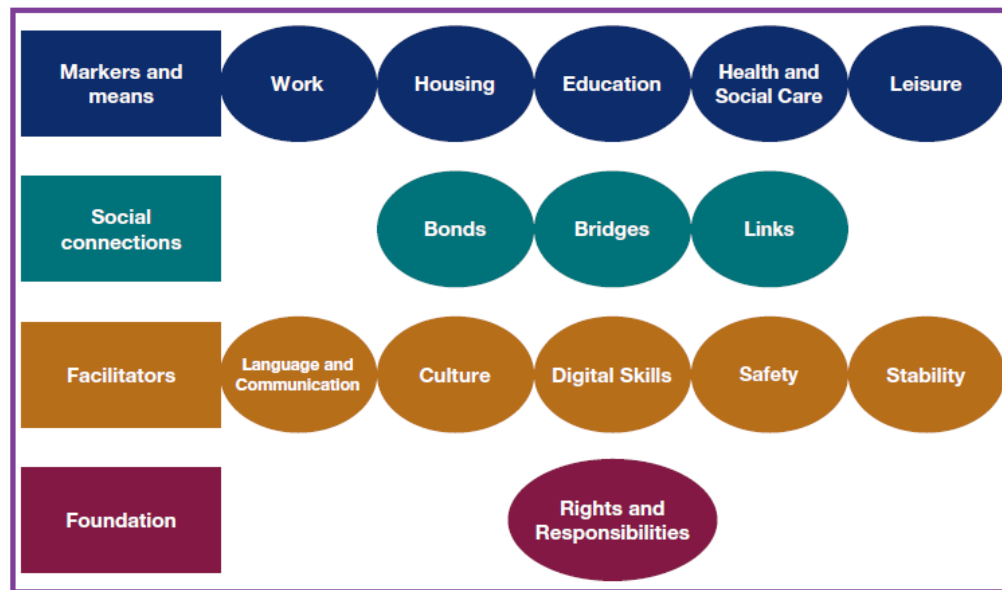 Markers and
means
Work
Housing
Education
Health and
Social Care
Leisure
Social
connections
Bonds
Bridges
Links
Facilitators
Language and
Communication
Culture
Digital Skills
Safety
Stability
Foundation
Rights and
Responsibilities